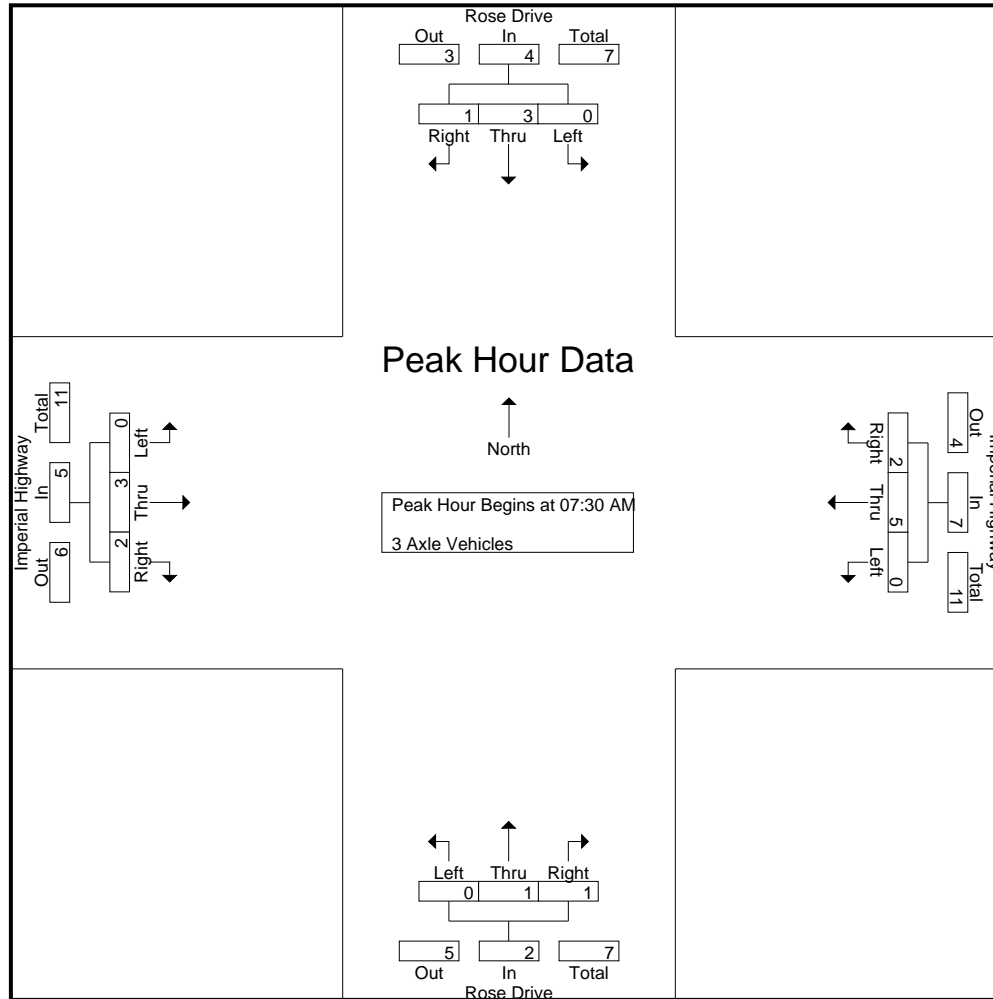 Rose Drive
Out In Total
3 4 7
1 3 0
Right Thru Left
Peak Hour Data
North
Peak Hour Begins at 07:30 AM
3 Axle Vehicles
Imperial Highway
Total In Out
11 5 6
0 3 2
Left Thru Right
Right Thru Left
2 5 0
4 7 11
Out In Total
Imperial Highway
Left Thru Right
0 1 1
5 2 7
Out In Total
Rose Drive